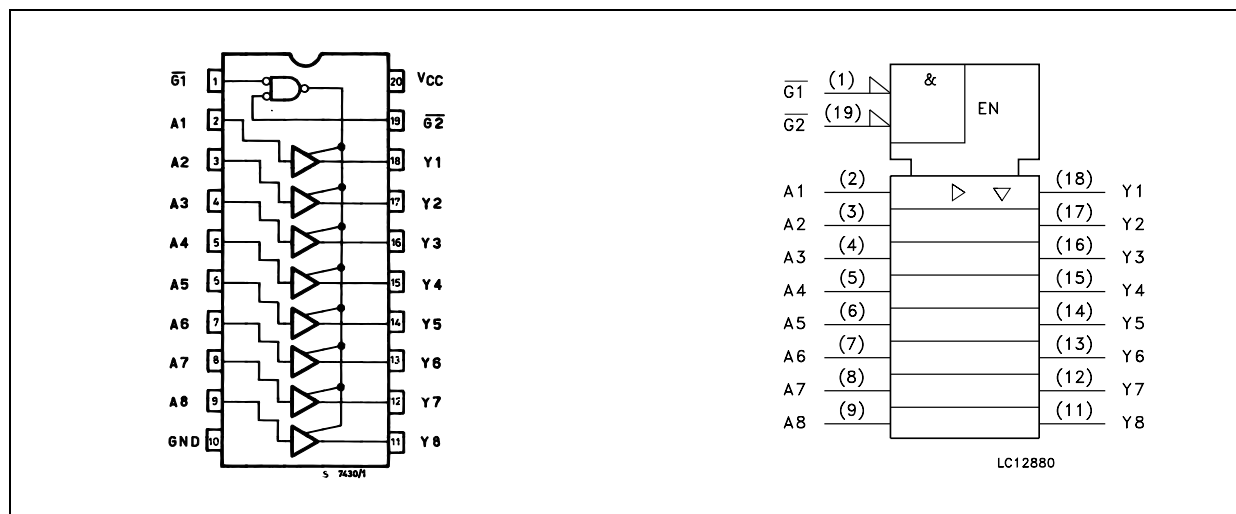 G1 1 20 VCC
A1 2 19 G2
A2 3 18 Y1
A3 4 17 Y2
A4 5 16 Y3
A5 6 15 Y4
A6 7 14 Y5
A7 8 13 Y6
A8 9 12 Y7
GND 10 11 Y8
S 7430/1
G1 (1) &
G2 (19) EN
A1 (2) (18) Y1
A2 (3) (17) Y2
A3 (4) (16) Y3
A4 (5) (15) Y4
A5 (6) (14) Y5
A6 (7) (13) Y6
A7 (8) (12) Y7
A8 (9) (11) Y8
LC12880